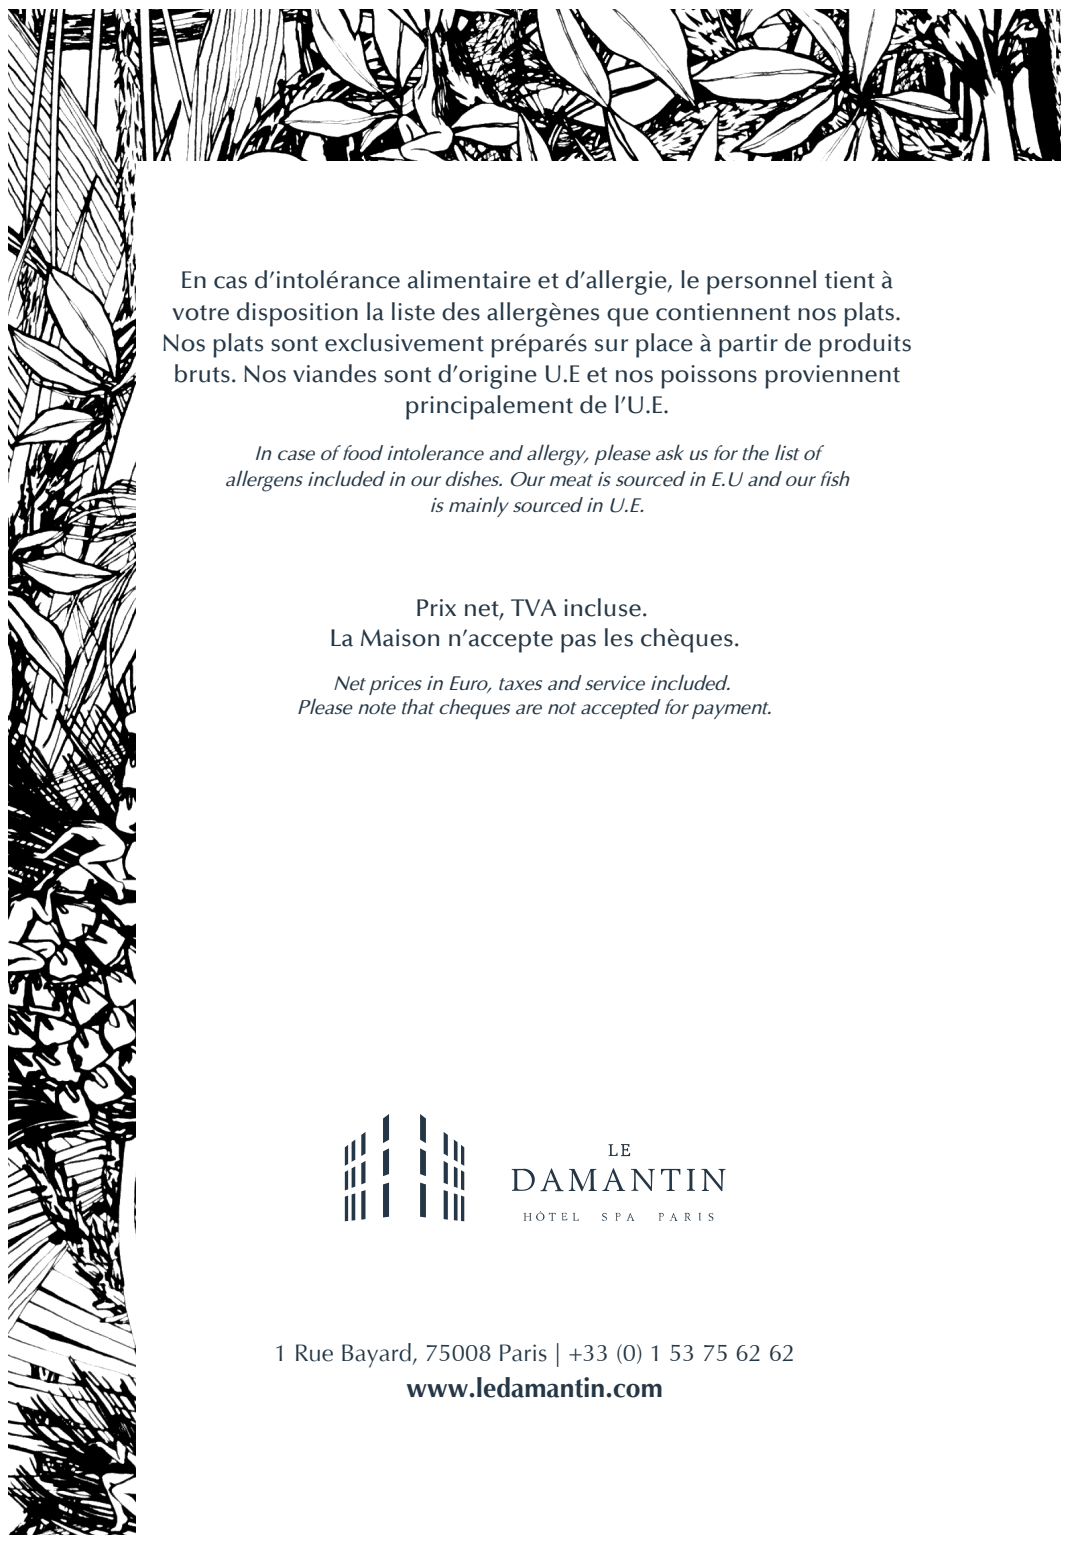 En cas d’intolérance alimentaire et d’allergie, le personnel tient à
votre disposition la liste des allergènes que contiennent nos plats.
Nos plats sont exclusivement préparés sur place à partir de produits
bruts. Nos viandes sont d’origine U.E et nos poissons proviennent
principalement de l’U.E.
In case of food intolerance and allergy, please ask us for the list of
allergens included in our dishes. Our meat is sourced in E.U and our fish
is mainly sourced in U.E.
Prix net, TVA incluse.
La Maison n’accepte pas les chèques.
Net prices in Euro, taxes and service included.
Please note that cheques are not accepted for payment.
LE
DAMANTIN
HÔTEL SPA PARIS
1 Rue Bayard, 75008 Paris | +33 (0) 1 53 75 62 62
www.ledamantin.com